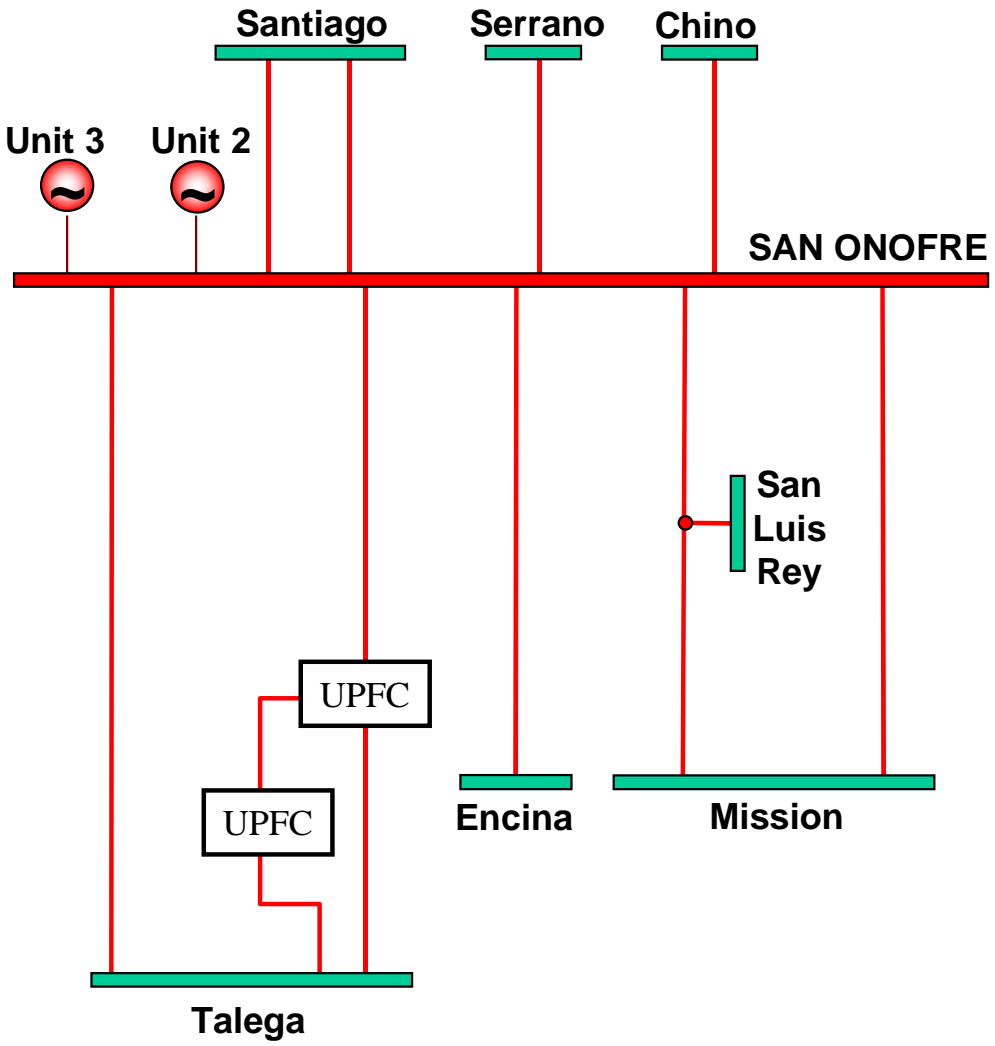 Santiago
Serrano
Chino
Unit 3
Unit 2
SAN ONOFRE
San
Luis
Rey
UPFC
UPFC
Encina
Mission
Talega